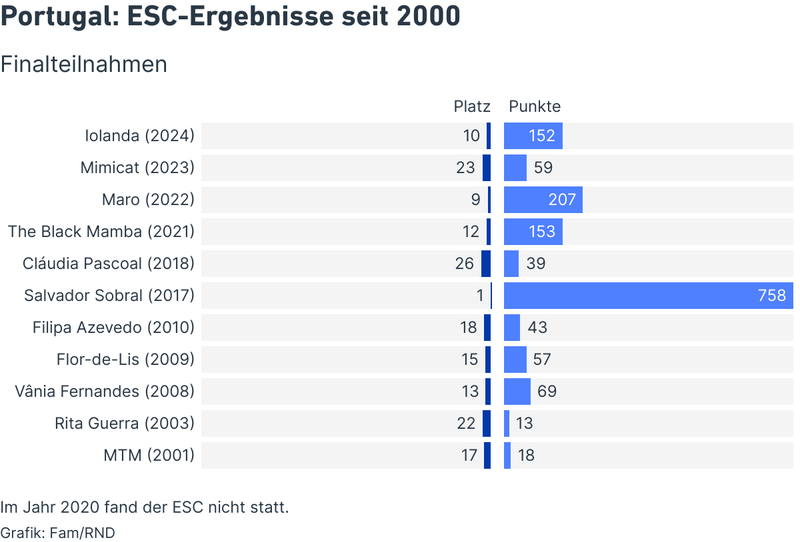 Portugal: ESC-Ergebnisse seit 2000
Finalteilnahmen
Platz Punkte
Iolanda (2024) 10 152
Mimicat (2023) 23 59
Maro (2022) 9 207
The Black Mamba (2021) 12 153
Cláudia Pascoal (2018) 26 39
Salvador Sobral (2017) 1 758
Filipa Azevedo (2010) 18 43
Flor-de-Lis (2009) 15 57
Vânia Fernandes (2008) 13 69
Rita Guerra (2003) 22 13
MTM (2001) 17 18
Im Jahr 2020 fand der ESC nicht statt.
Grafik: Fam/RND